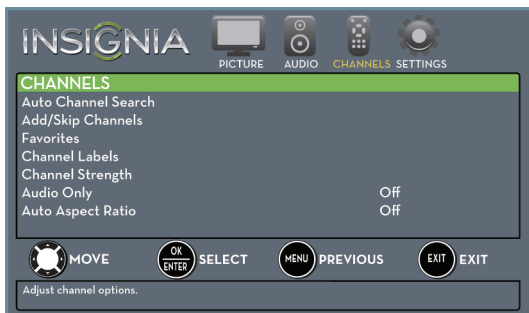 INSIGNIA
PICTURE AUDIO CHANNELS SETTINGS
CHANNELS
Auto Channel Search
Add/Skip Channels
Favorites
Channel Labels
Channel Strength
Audio Only Off
Auto Aspect Ratio Off
MOVE OK ENTER SELECT MENU PREVIOUS EXIT EXIT
Adjust channel options.